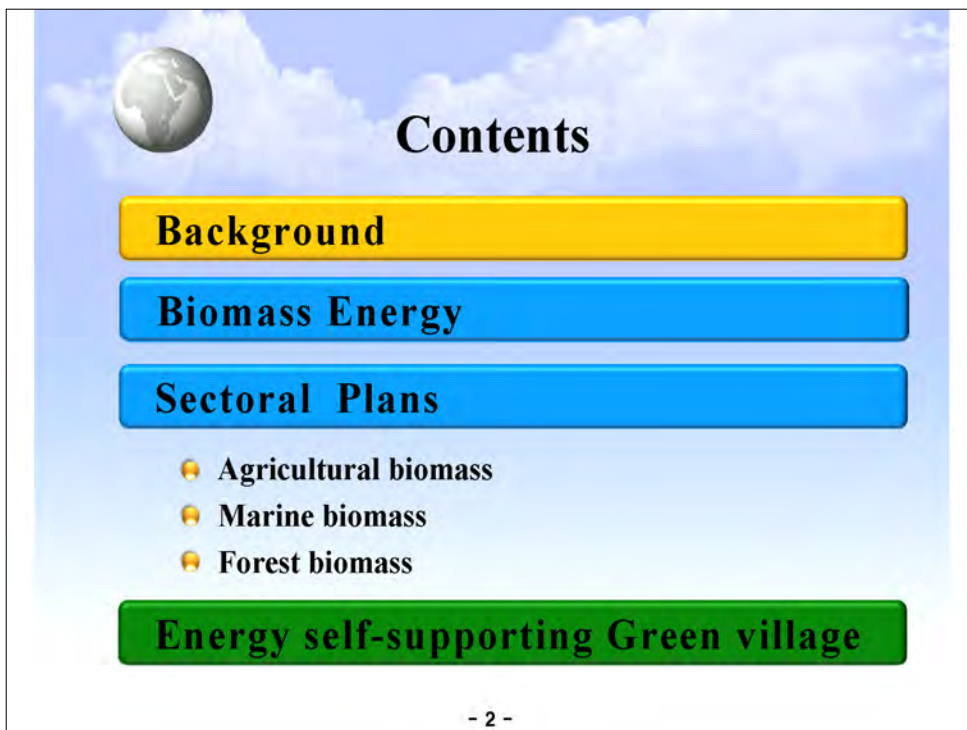 Contents
Background
Biomass Energy
Sectoral Plans
Agricultural biomass
Marine biomass
Forest biomass
Energy self-supporting Green village
- 2 -